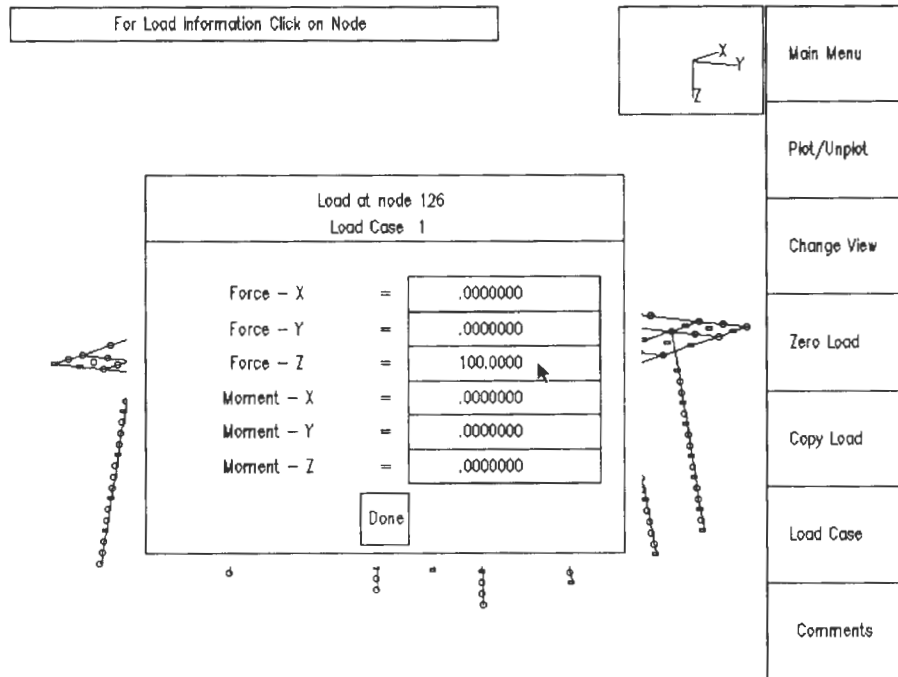 For Load Information Click on Node
X
Y
Z
Main Menu
Plot/Unplot
Change View
Zero Load
Copy Load
Load Case
Comments
Load at node 126
Load Case 1
Force - X = .0000000
Force - Y = .0000000
Force - Z = 100.0000
Moment - X = .0000000
Moment - Y = .0000000
Moment - Z = .0000000
Done